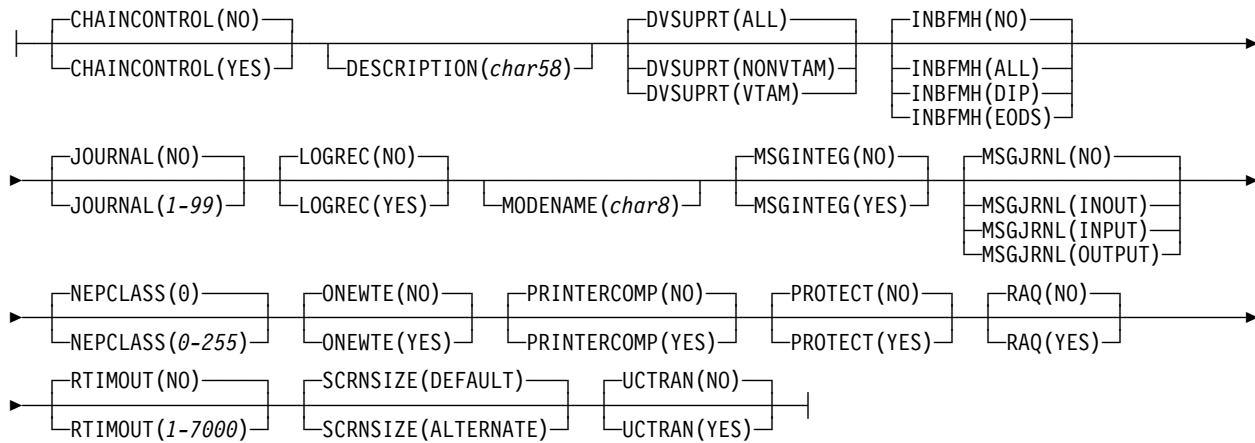 CHAINCONTROL(NO) DVSUPRT(ALL) INBFMH(NO)
CHAINCONTROL(YES) DESCRIPTION(char58) DVSUPRT(NONVTAM) INBFMH(ALL)
DVSUPRT(VTAM) INBFMH(DIP)
INBFMH(EODS)
JOURNAL(NO) LOGREC(NO) MSGINTEG(NO) MSGJRNL(NO)
JOURNAL(1-99) LOGREC(YES) MODENAME(char8) MSGINTEG(YES) MSGJRNL(INOUT)
MSGJRNL(INPUT)
MSGJRNL(OUTPUT)
NEPCLASS(0) ONEWTE(NO) PRINTERCOMP(NO) PROTECT(NO) RAQ(NO)
NEPCLASS(0-255) ONEWTE(YES) PRINTERCOMP(YES) PROTECT(YES) RAQ(YES)
RTIMOUT(NO) SCRNSIZE(DEFAULT) UCTRAN(NO)
RTIMOUT(1-7000) SCRNSIZE(ALTERNATE) UCTRAN(YES)